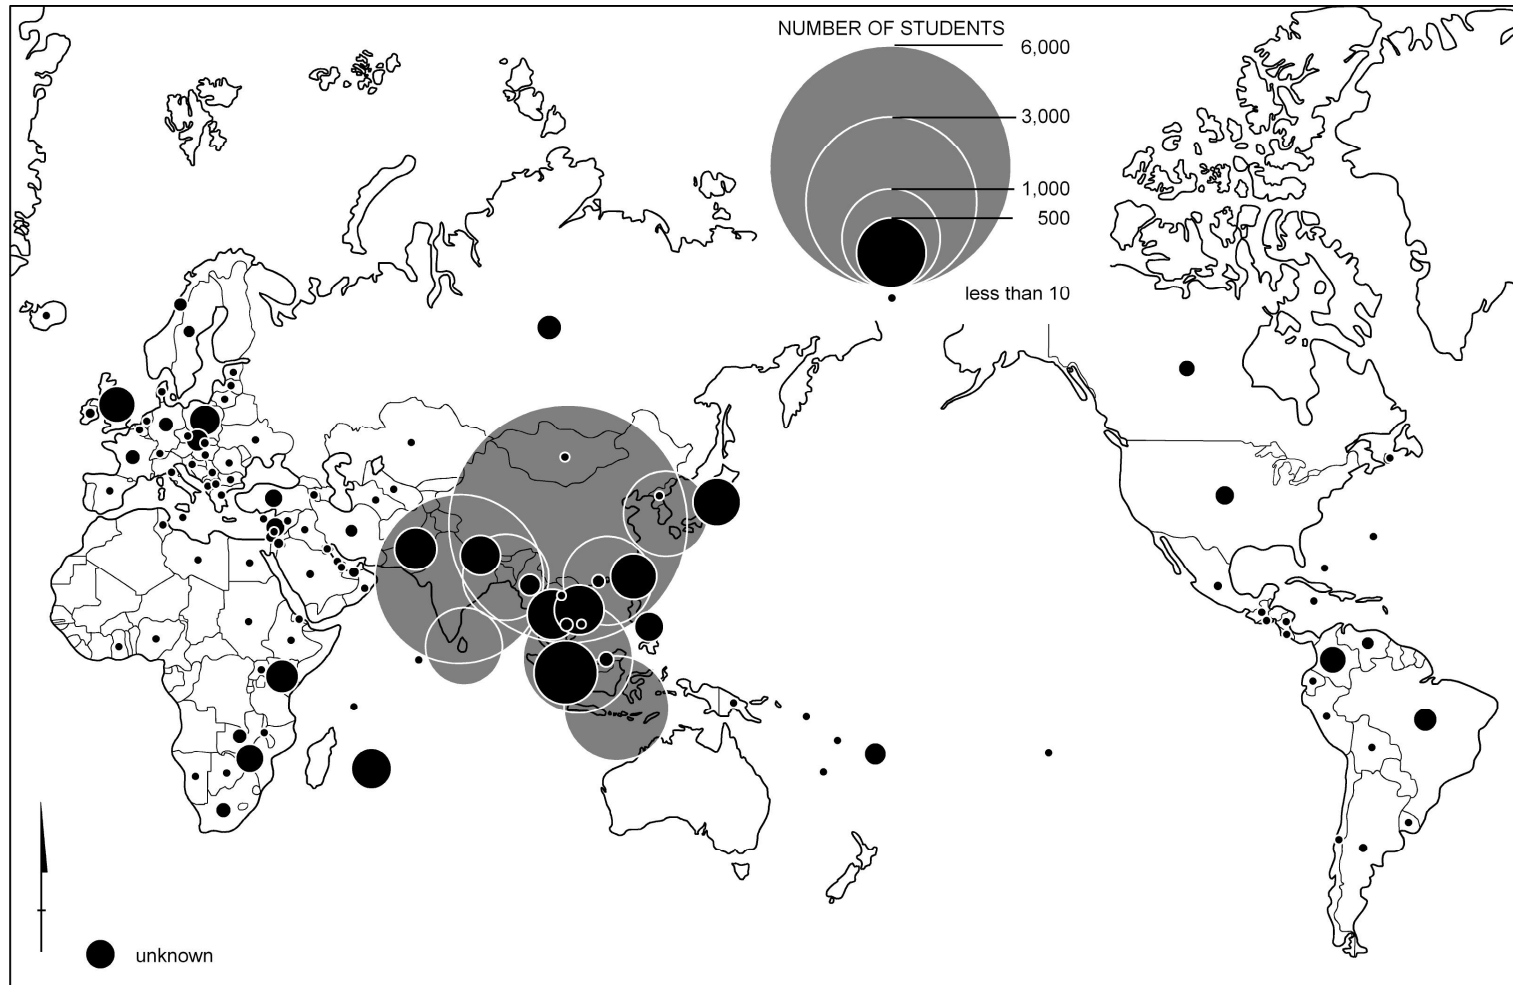 NUMBER OF STUDENTS
6,000
3,000
1,000
500
less than 10
unknown